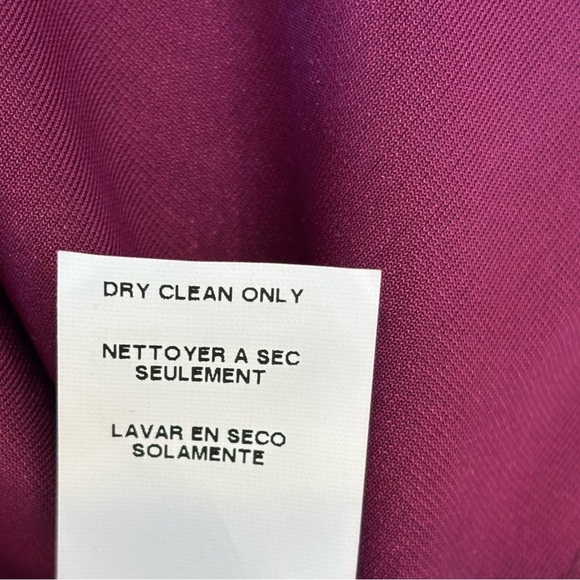 DRY CLEAN ONLY
NETTOYER A SEC
SEULEMENT
LAVAR EN SECO
SOLAMENTE